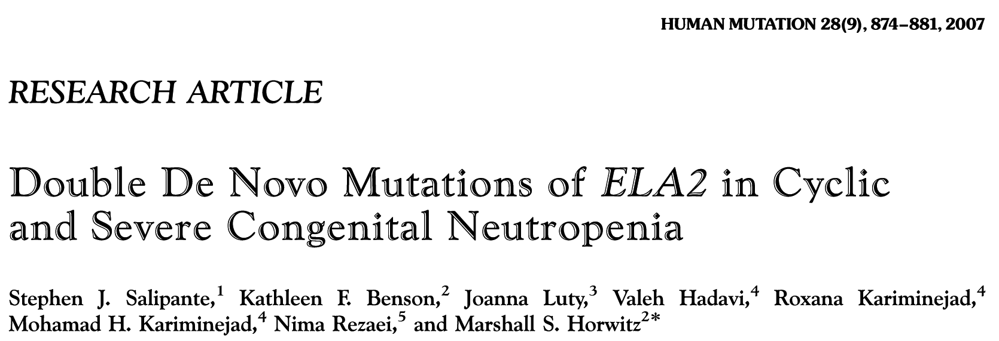 HUMAN MUTATION 28(9), 874–881, 2007
RESEARCH ARTICLE
Double De Novo Mutations of ELA2 in Cyclic
and Severe Congenital Neutropenia
Stephen J. Salipante,1 Kathleen F. Benson,2 Joanna Luty,3 Valeh Hadavi,4 Roxana Kariminejad,4
Mohamad H. Kariminejad,4 Nima Rezaei,5 and Marshall S. Horwitz2*